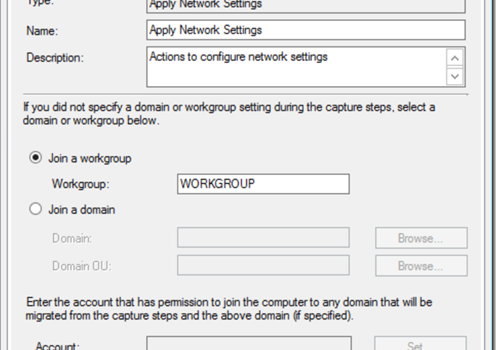 Type:
Apply Network Settings
Name:
Apply Network Settings
Description:
Actions to configure network settings
If you did not specify a domain or workgroup setting during the capture steps, select a
domain or workgroup below.
Join a workgroup
Workgroup:
WORKGROUP
Join a domain
Domain:
Browse...
Domain OU:
Browse...
Enter the account that has permission to join the computer to any domain that will be
migrated from the capture steps and the above domain (if specified).
Account:
Set...